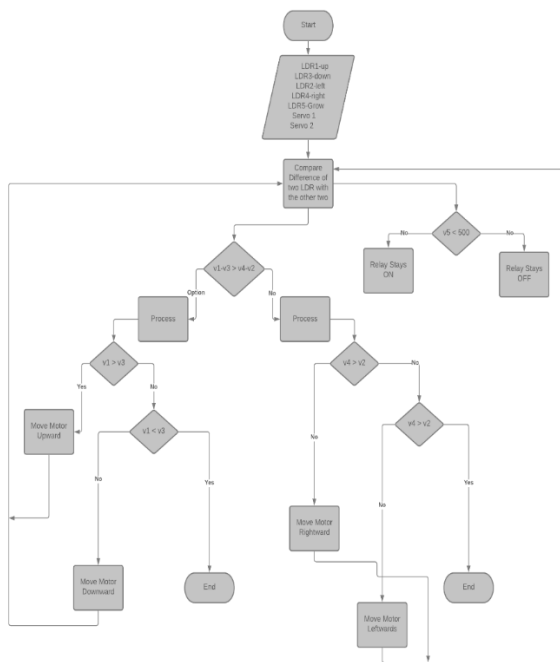 Start
LDR1-up
LDR3-down
LDR2-left
LDR4-right
LDR5-Grow
Servo 1
Servo 2
Compare
Difference of
two LDR with
the other two
v5 < 500
No
No
Relay Stays
ON
Relay Stays
OFF
v1-v3 > v4-v2
Option
No
Process
Process
v1 > v3
v4 > v2
Yes
No
No
No
Move Motor
Upward
v1 < v3
v4 > v2
No
Yes
No
Yes
Move Motor
Rightward
Move Motor
Downward
End
End
Move Motor
Leftwords